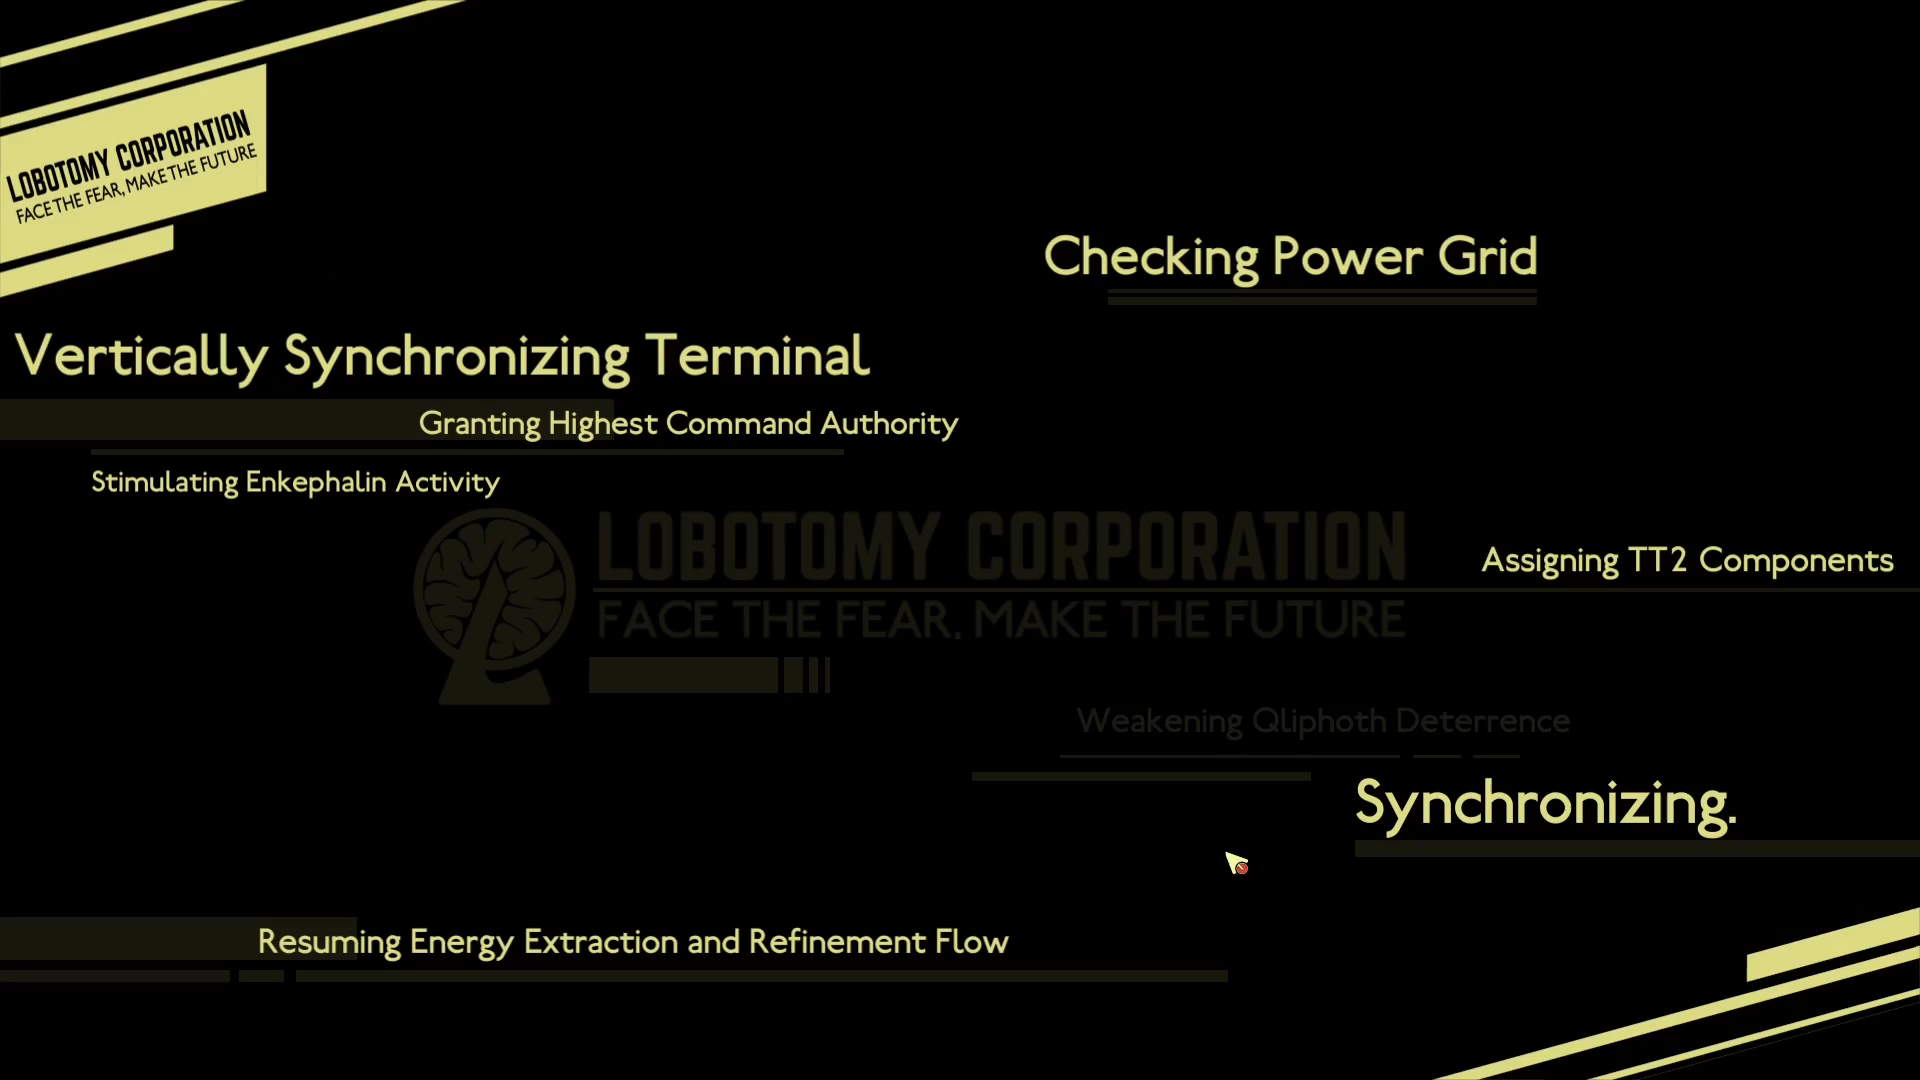 LOBOTOMY CORPORATION
FACE THE FEAR, MAKE THE FUTURE
Checking Power Grid
Vertically Synchronizing Terminal
Granting Highest Command Authority
Stimulating Enkephalin Activity
LOBOTOMY CORPORATION
FACE THE FEAR, MAKE THE FUTURE
Assigning TT2 Components
Weakening Qliphoth Deterrence
Synchronizing.
Resuming Energy Extraction and Refinement Flow